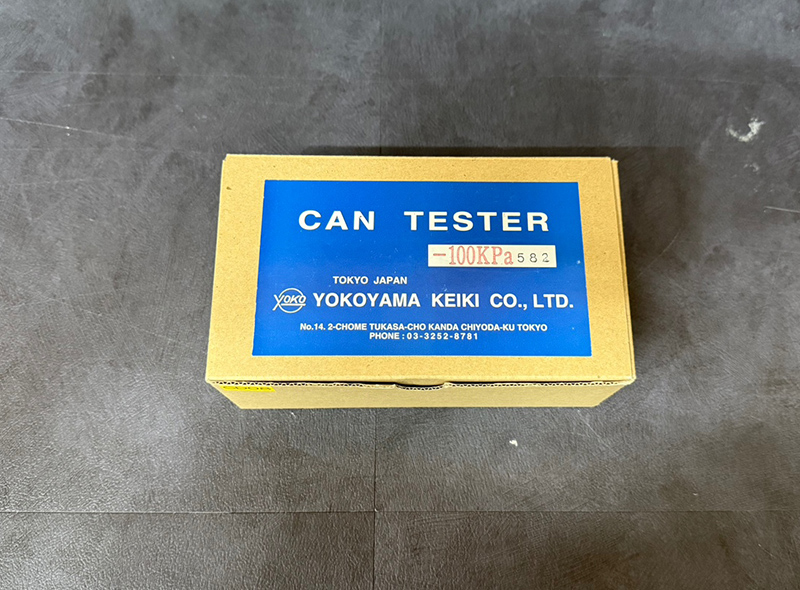 CAN TESTER
-100KPa 582
TOKYO JAPAN
YOKO YOKOYAMA KEIKI CO., LTD.
No.14. 2-CHOME TUKASA-CHO KANDA CHIYODA-KU TOKYO
PHONE : 03-3252-8781